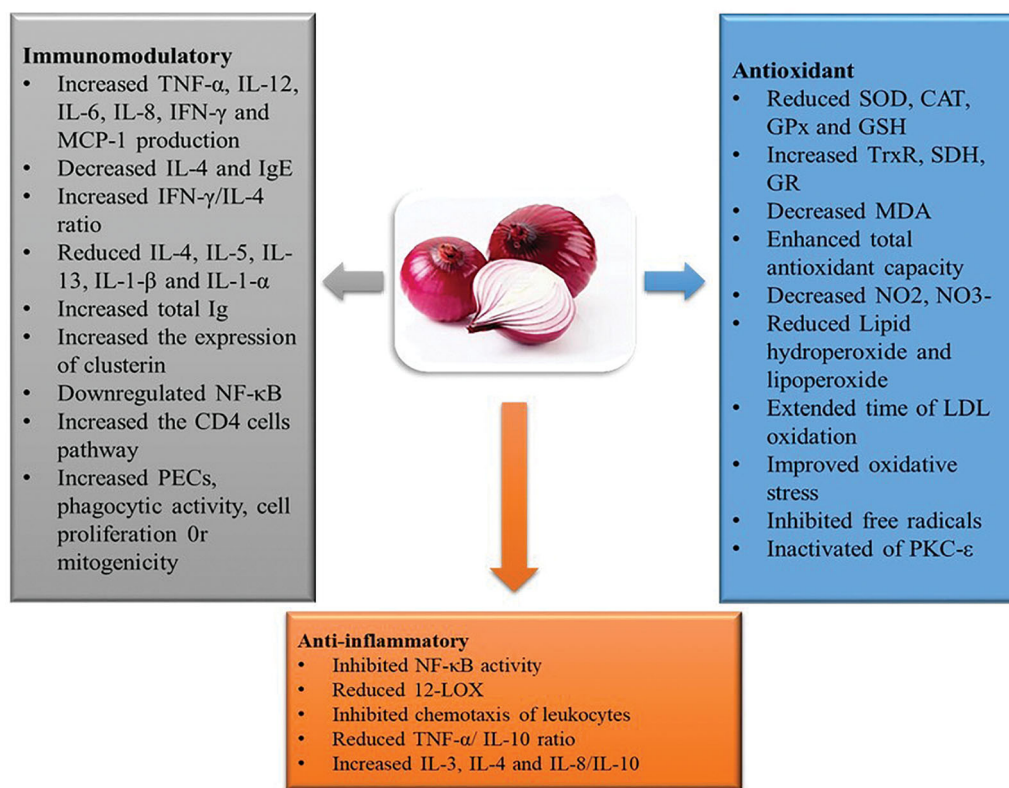 Immunomodulatory
• Increased TNF-α, IL-12,
IL-6, IL-8, IFN-γ and
MCP-1 production
• Decreased IL-4 and IgE
• Increased IFN-γ/IL-4
ratio
• Reduced IL-4, IL-5, IL-
13, IL-1-β and IL-1-α
• Increased total Ig
• Increased the expression
of clusterin
• Downregulated NF-κB
• Increased the CD4 cells
pathway
• Increased PECs,
phagocytic activity, cell
proliferation 0r
mitogenicity
Antioxidant
• Reduced SOD, CAT,
GPx and GSH
• Increased TrxR, SDH,
GR
• Decreased MDA
• Enhanced total
antioxidant capacity
• Decreased NO2, NO3-
• Reduced Lipid
hydroperoxide and
lipoperoxide
• Extended time of LDL
oxidation
• Improved oxidative
stress
• Inhibited free radicals
• Inactivated of PKC-ε
Anti-inflammatory
• Inhibited NF-κB activity
• Reduced 12-LOX
• Inhibited chemotaxis of leukocytes
• Reduced TNF-α/ IL-10 ratio
• Increased IL-3, IL-4 and IL-8/IL-10